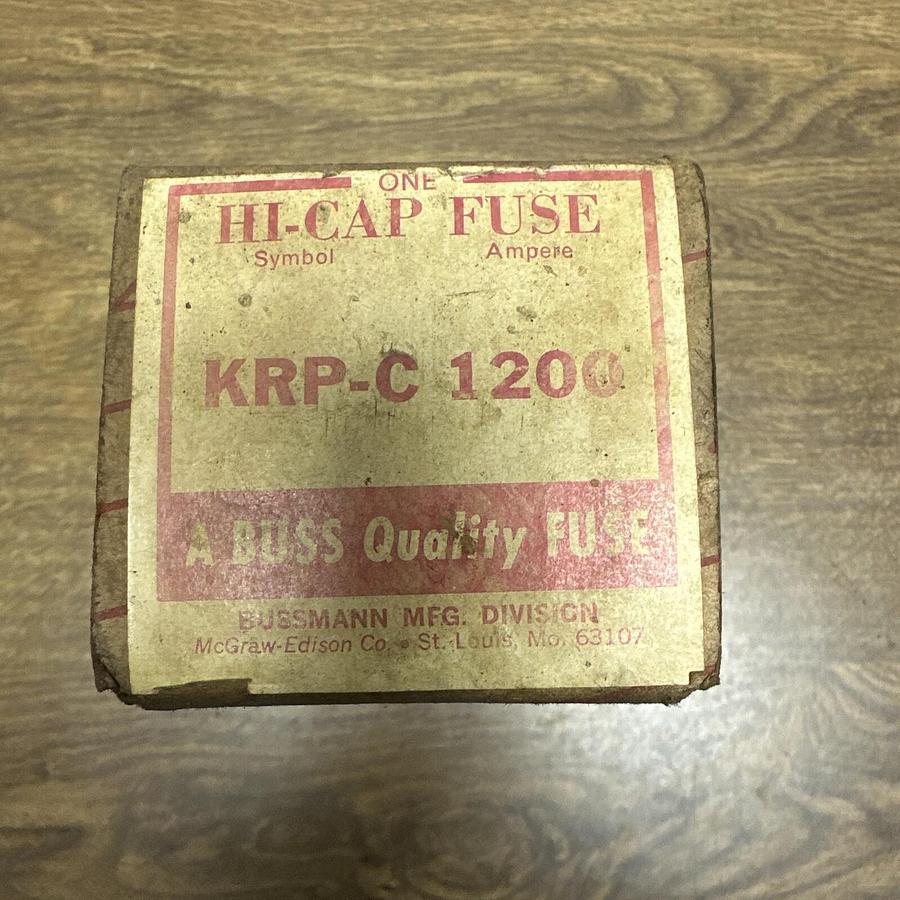 ONE
HI-CAP FUSE
Symbol Ampere
KRP-C 1200
A BUSS Quality FUSE
BUSSMANN MFG. DIVISION
McGraw-Edison Co. • St. Louis, Mo. 63107